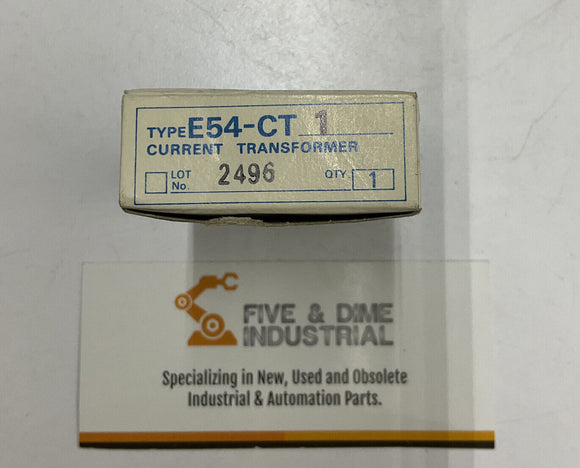 TYPE E54-CT 1
CURRENT TRANSFORMER
LOT No. 2496 QTY 1
FIVE & DIME
INDUSTRIAL
Specializing in New, Used and Obsolete
Industrial & Automation Parts.